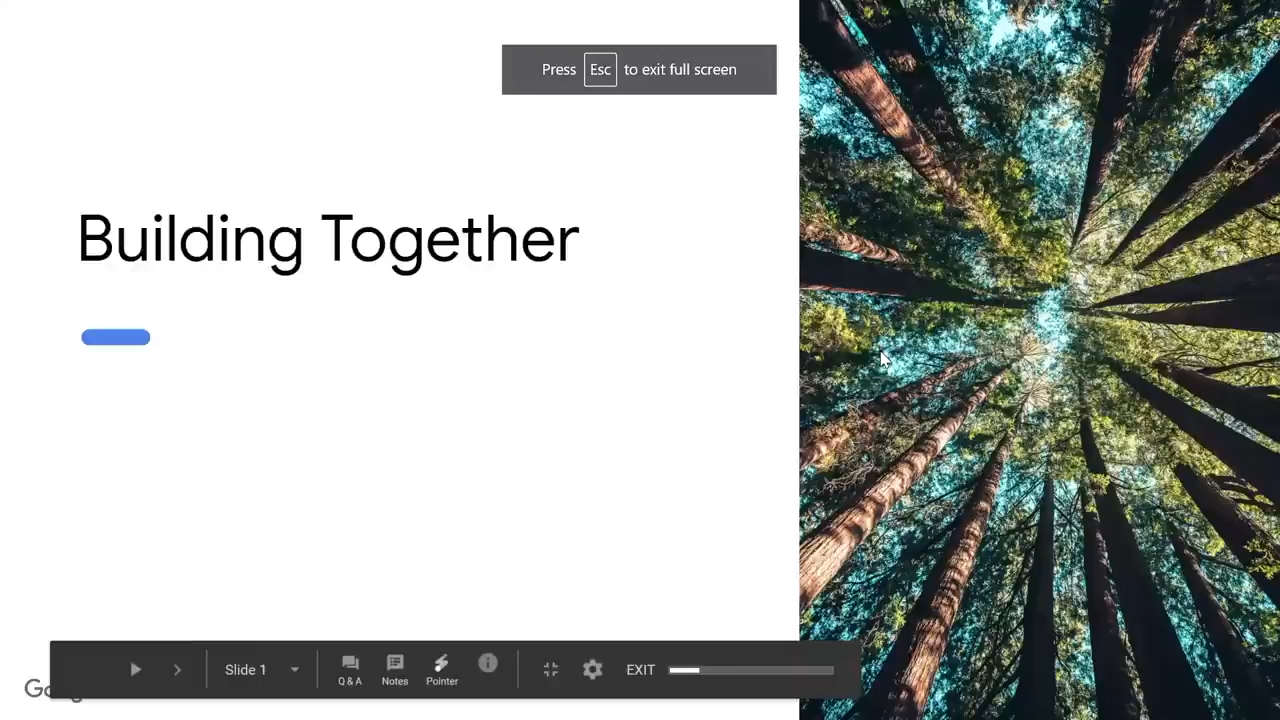 Press Esc to exit full screen
Building Together
Slide 1
Q & A
Notes
Pointer
EXIT